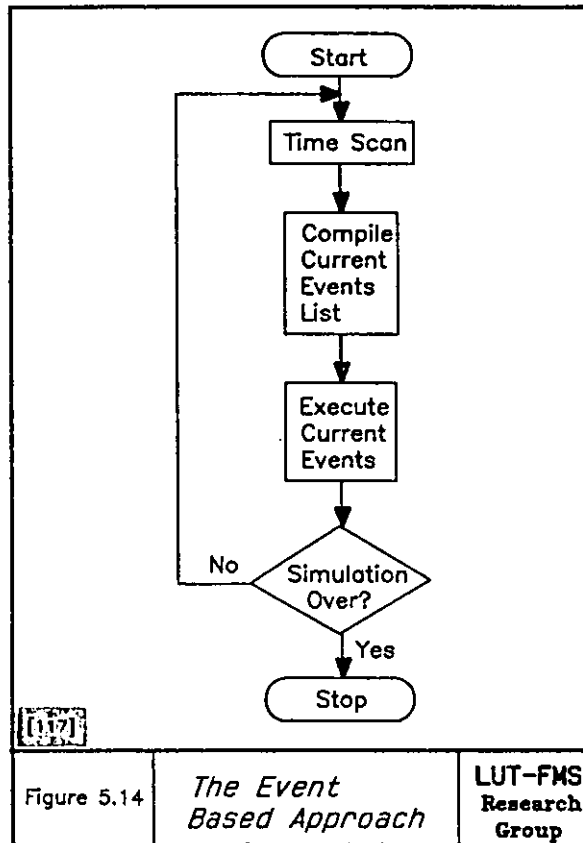 Start
Time Scan
Compile
Current
Events
List
Execute
Current
Events
No
Simulation
Over?
Yes
Stop
[117]
Figure 5.14
The Event
Based Approach
LUT-FMS
Research
Group